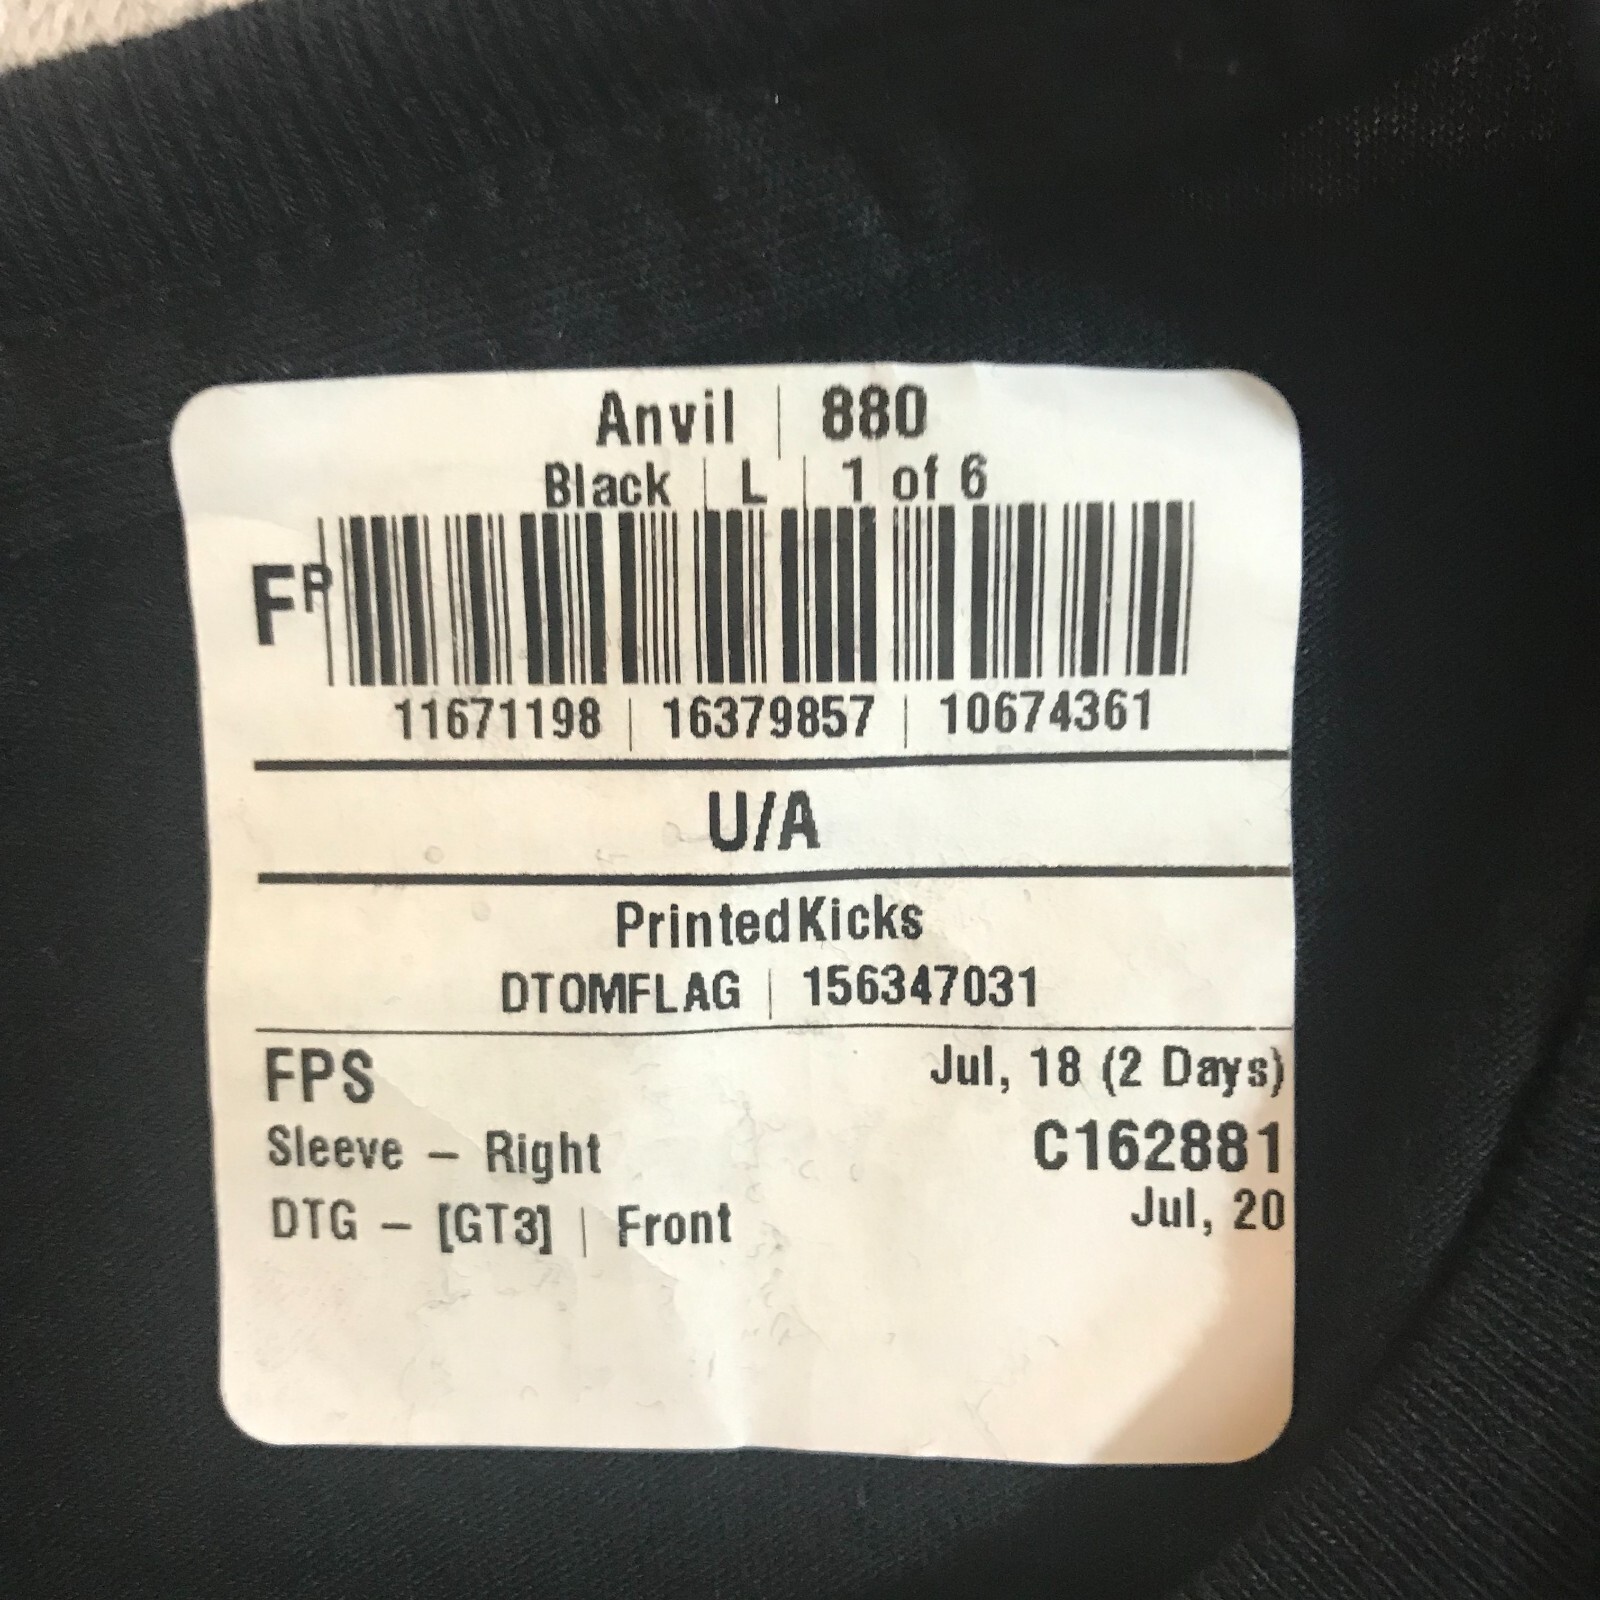 Anvil | 880
Black | L | 1 of 6
FP
11671198 | 16379857 | 10674361
U/A
PrintedKicks
DTOMFLAG | 156347031
FPS
Jul, 18 (2 Days)
Sleeve – Right
C162881
DTG – [GT3] | Front
Jul, 20